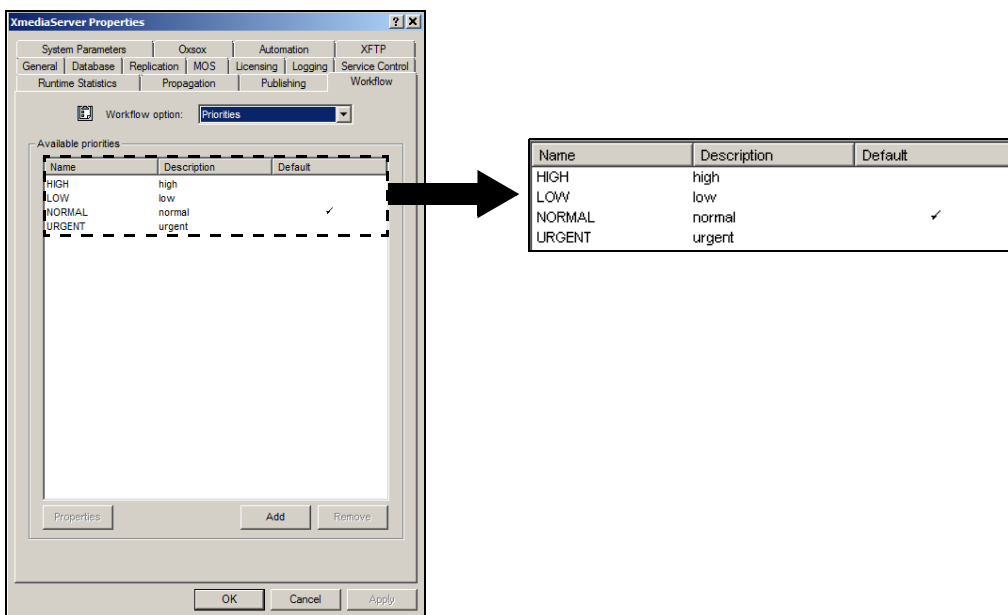 XmediaServer Properties
System Parameters Oxsox Automation XFTP
General Database Replication MOS Licensing Logging Service Control
Runtime Statistics Propagation Publishing Workflow
Workflow option: Priorities
Available priorities
Name Description Default
HIGH high
LOW low
NORMAL normal ✓
URGENT urgent
Properties Add Remove
OK Cancel Apply
Name Description Default
HIGH high
LOW low
NORMAL normal ✓
URGENT urgent